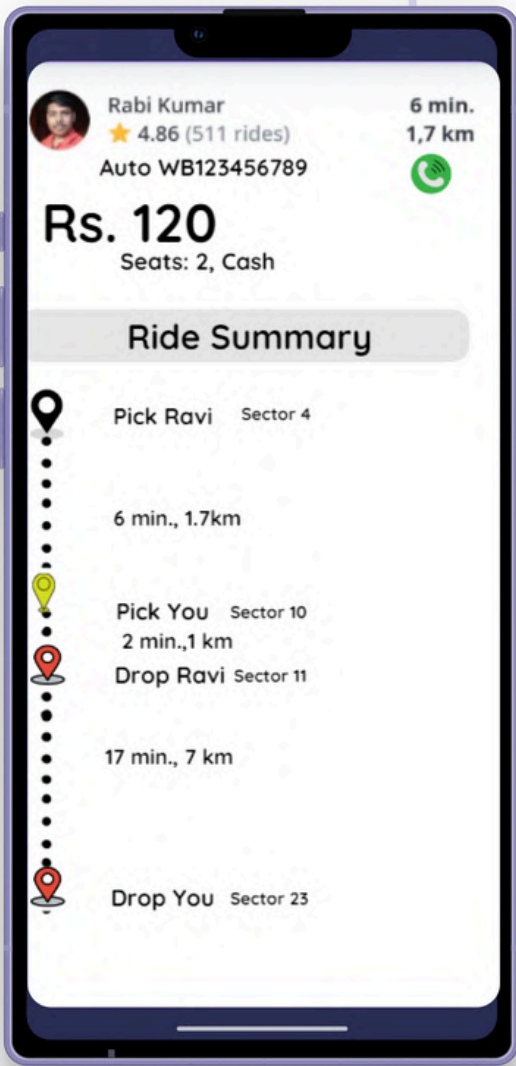 Rabi Kumar 6 min.
4.86 (511 rides) 1,7 km
Auto WB123456789
Rs. 120
Seats: 2, Cash
Ride Summary
Pick Ravi Sector 4
6 min., 1.7km
Pick You Sector 10
2 min.,1 km
Drop Ravi Sector 11
17 min., 7 km
Drop You Sector 23